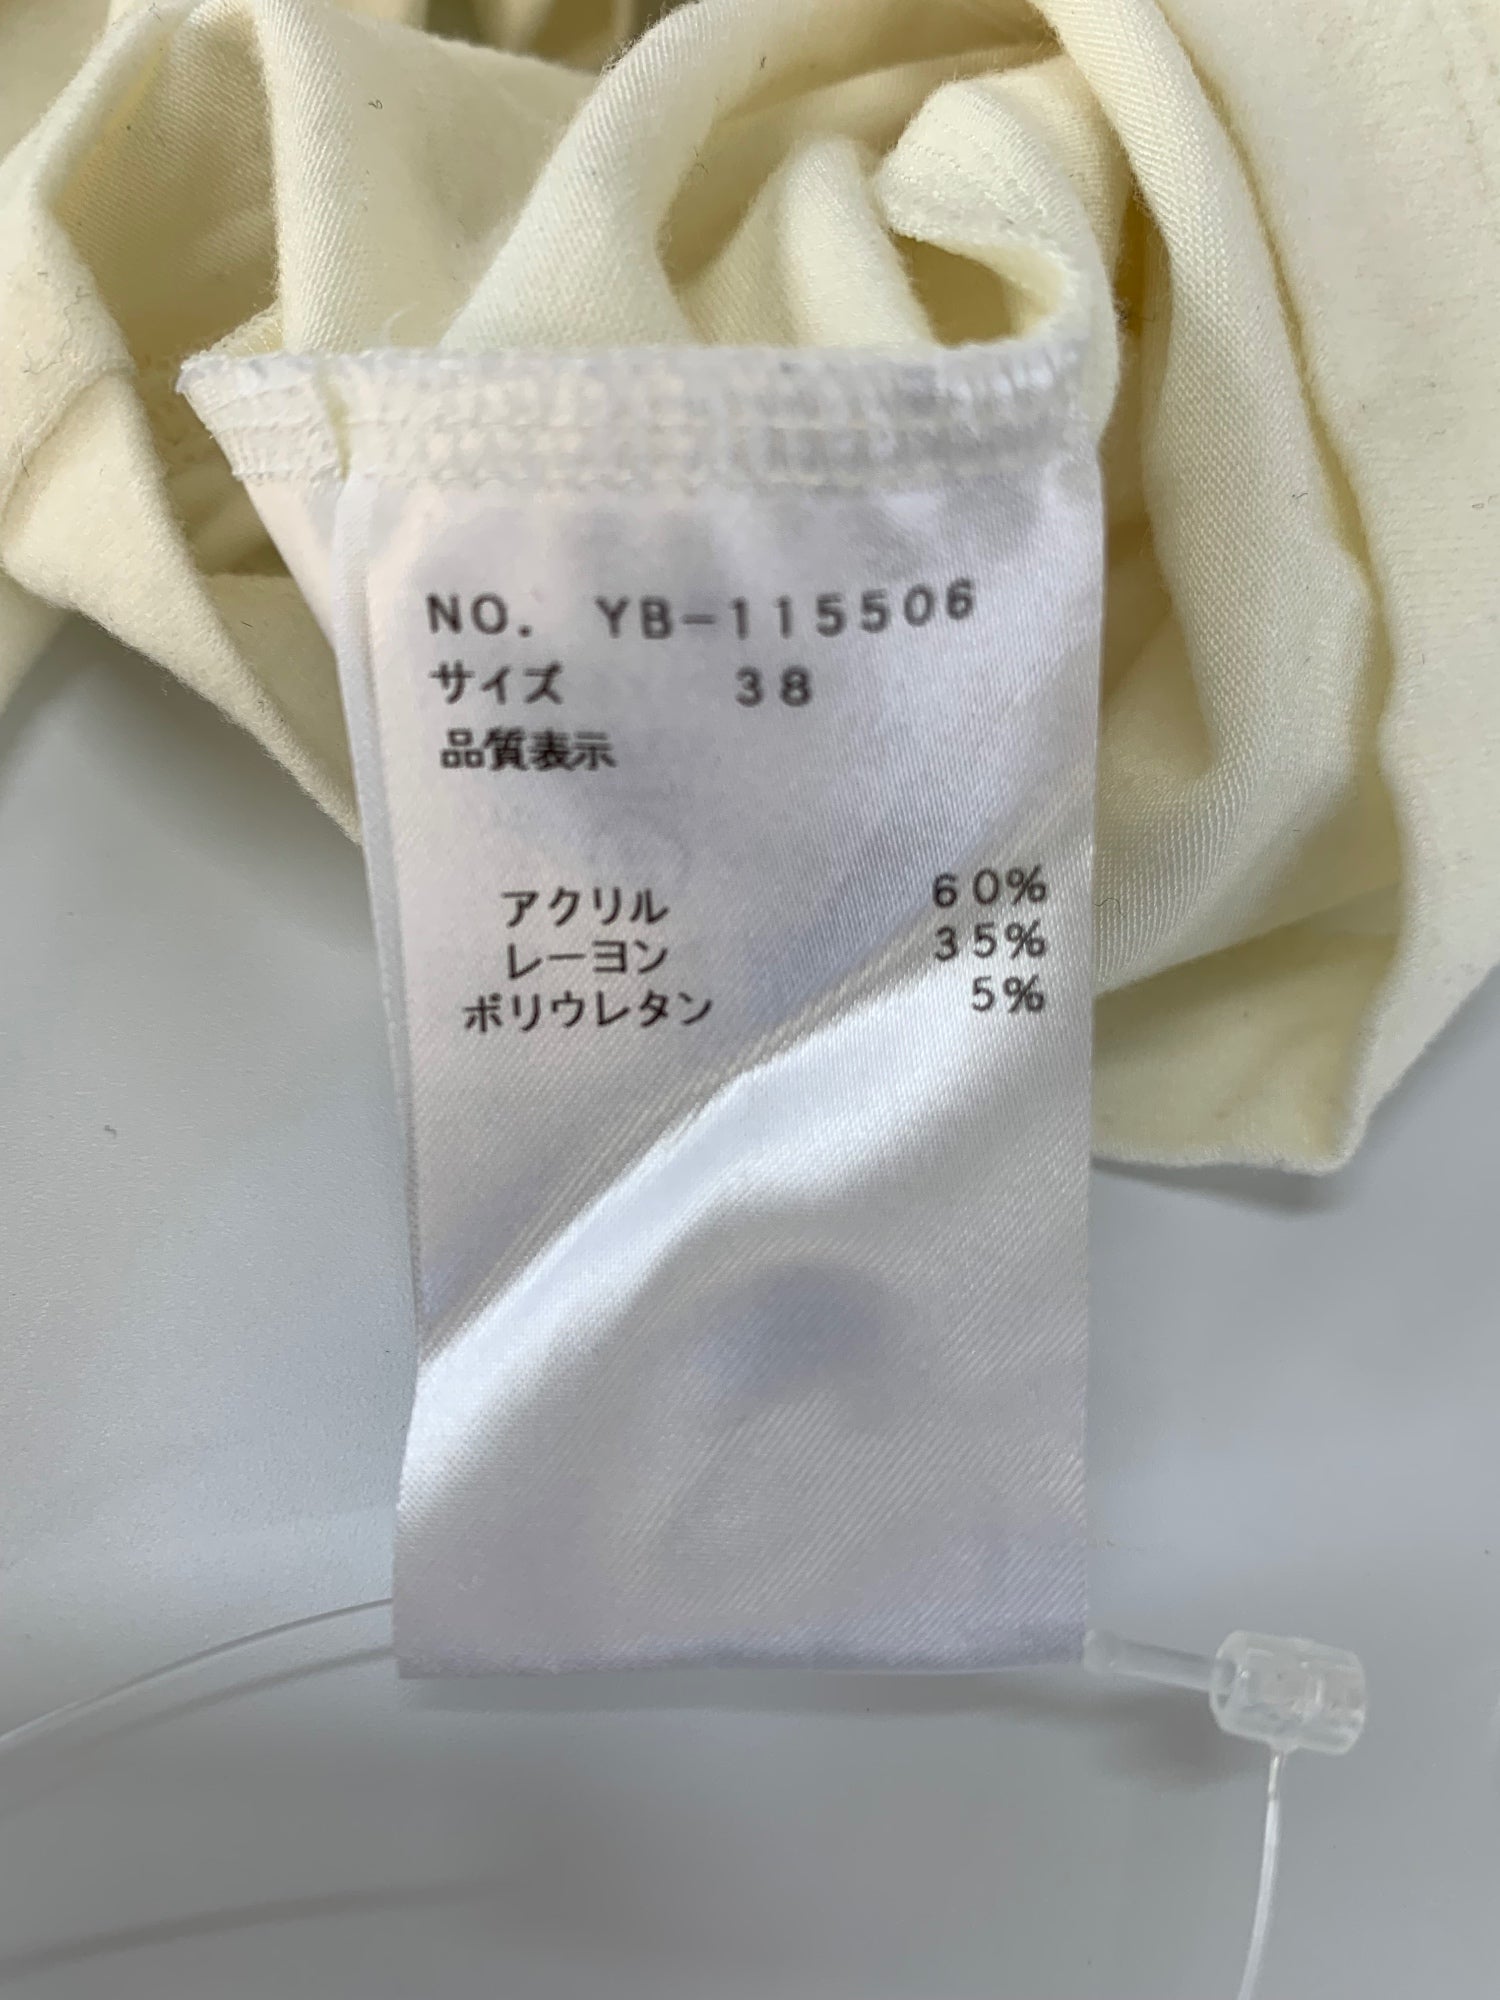 NO. YB-115506
サイズ 38
品質表示
アクリル 60%
レーヨン 35%
ポリウレタン 5%